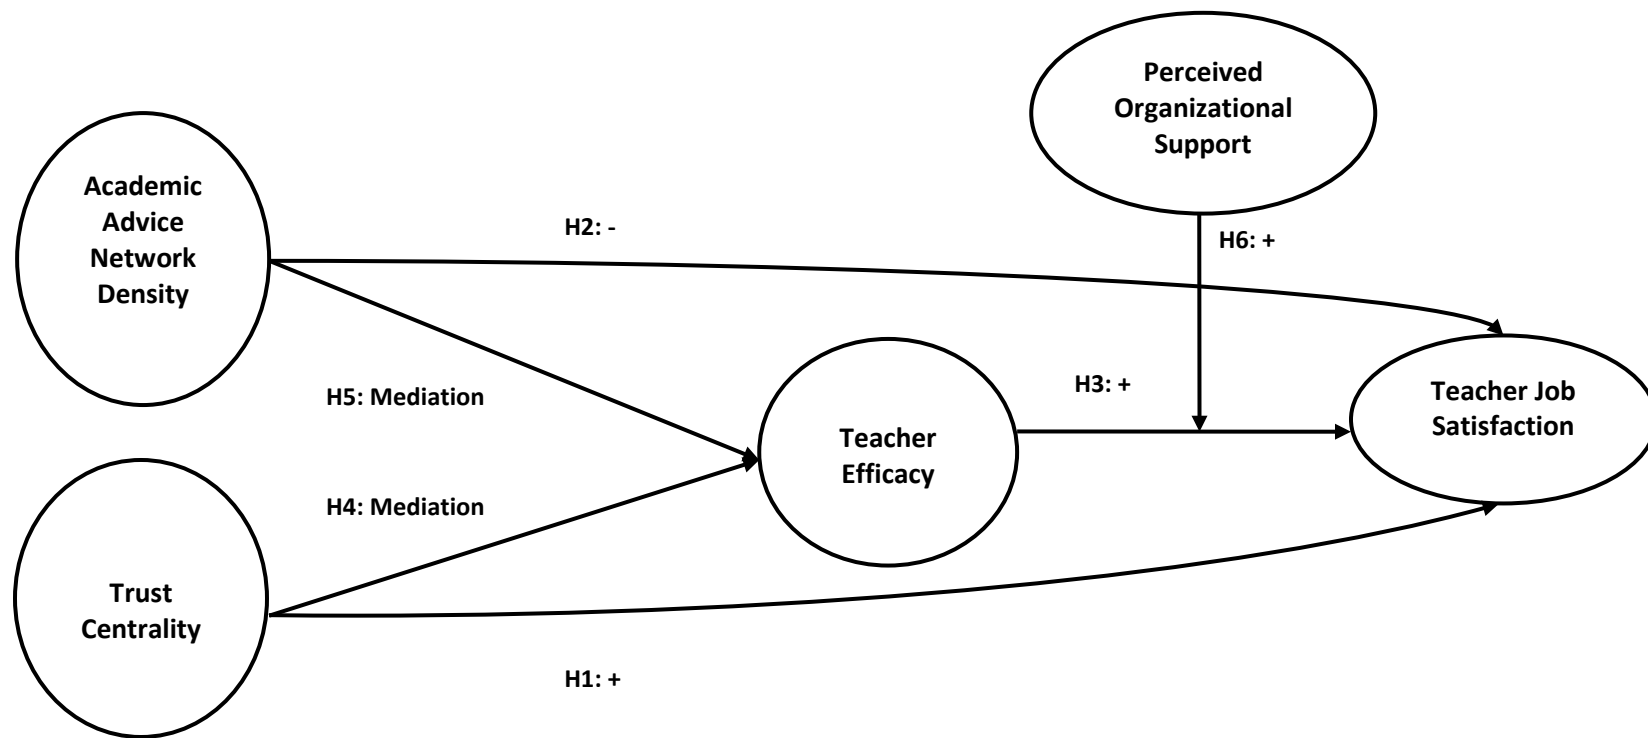 Perceived
Organizational
Support
Academic
Advice
Network
Density
H2: -
H6: +
H5: Mediation
H3: +
Teacher Job
Satisfaction
Teacher
Efficacy
H4: Mediation
Trust
Centrality
H1: +